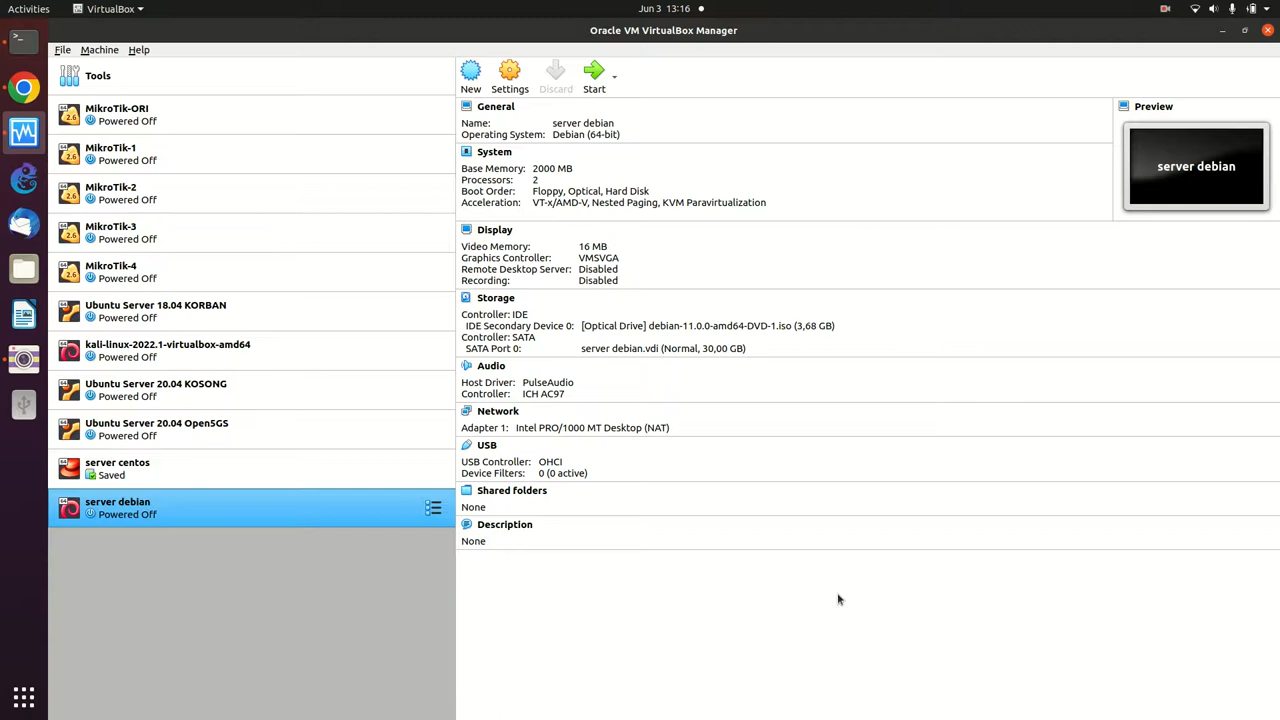 Activities
VirtualBox
Jun 3 13:16
Oracle VM VirtualBox Manager
File Machine Help
Tools
New Settings Discard Start
MikroTik-ORI
Powered Off
MikroTik-1
Powered Off
MikroTik-2
Powered Off
MikroTik-3
Powered Off
MikroTik-4
Powered Off
Ubuntu Server 18.04 KORBAN
Powered Off
kali-linux-2022.1-virtualbox-amd64
Powered Off
Ubuntu Server 20.04 KOSONG
Powered Off
Ubuntu Server 20.04 Open5GS
Powered Off
server centos
Saved
server debian
Powered Off
General
Name: server debian
Operating System: Debian (64-bit)
System
Base Memory: 2000 MB
Processors: 2
Boot Order: Floppy, Optical, Hard Disk
Acceleration: VT-x/AMD-V, Nested Paging, KVM Paravirtualization
Display
Video Memory: 16 MB
Graphics Controller: VMSVGA
Remote Desktop Server: Disabled
Recording: Disabled
Storage
Controller: IDE
IDE Secondary Device 0: [Optical Drive] debian-11.0.0-amd64-DVD-1.iso (3,68 GB)
Controller: SATA
SATA Port 0: server debian.vdi (Normal, 30,00 GB)
Audio
Host Driver: PulseAudio
Controller: ICH AC97
Network
Adapter 1: Intel PRO/1000 MT Desktop (NAT)
USB
USB Controller: OHCI
Device Filters: 0 (0 active)
Shared folders
None
Description
None
Preview
server debian